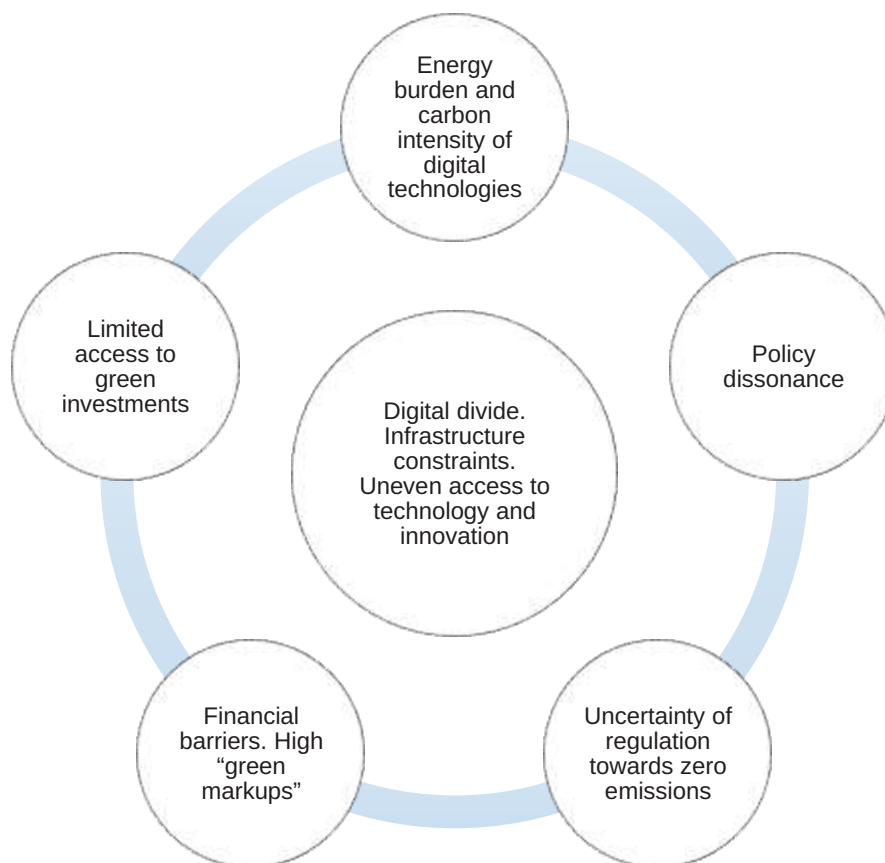 Energy
burden and
carbon
intensity of
digital
technologies
Limited
access to
green
investments
Policy
dissonance
Digital divide.
Infrastructure
constraints.
Uneven access to
technology and
innovation
Financial
barriers. High
“green
markups”
Uncertainty of
regulation
towards zero
emissions